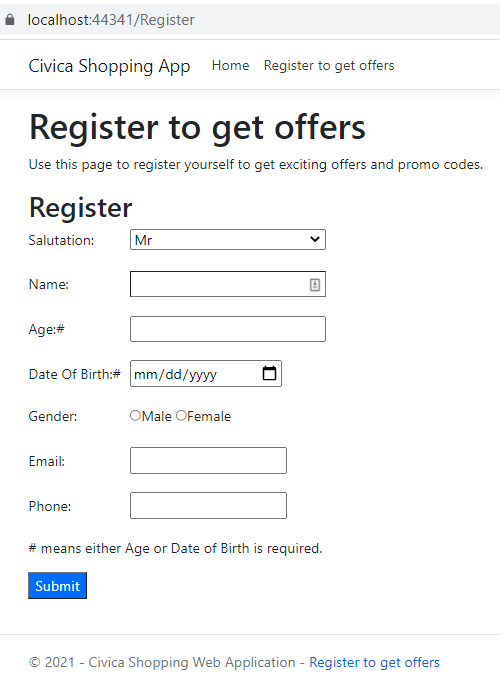 localhost:44341/Register
Civica Shopping App Home Register to get offers
Register to get offers
Use this page to register yourself to get exciting offers and promo codes.
Register
Salutation: Mr
Name:
Age:#
Date Of Birth:# mm/dd/yyyy
Gender: Male Female
Email:
Phone:
# means either Age or Date of Birth is required.
Submit
© 2021 - Civica Shopping Web Application - Register to get offers